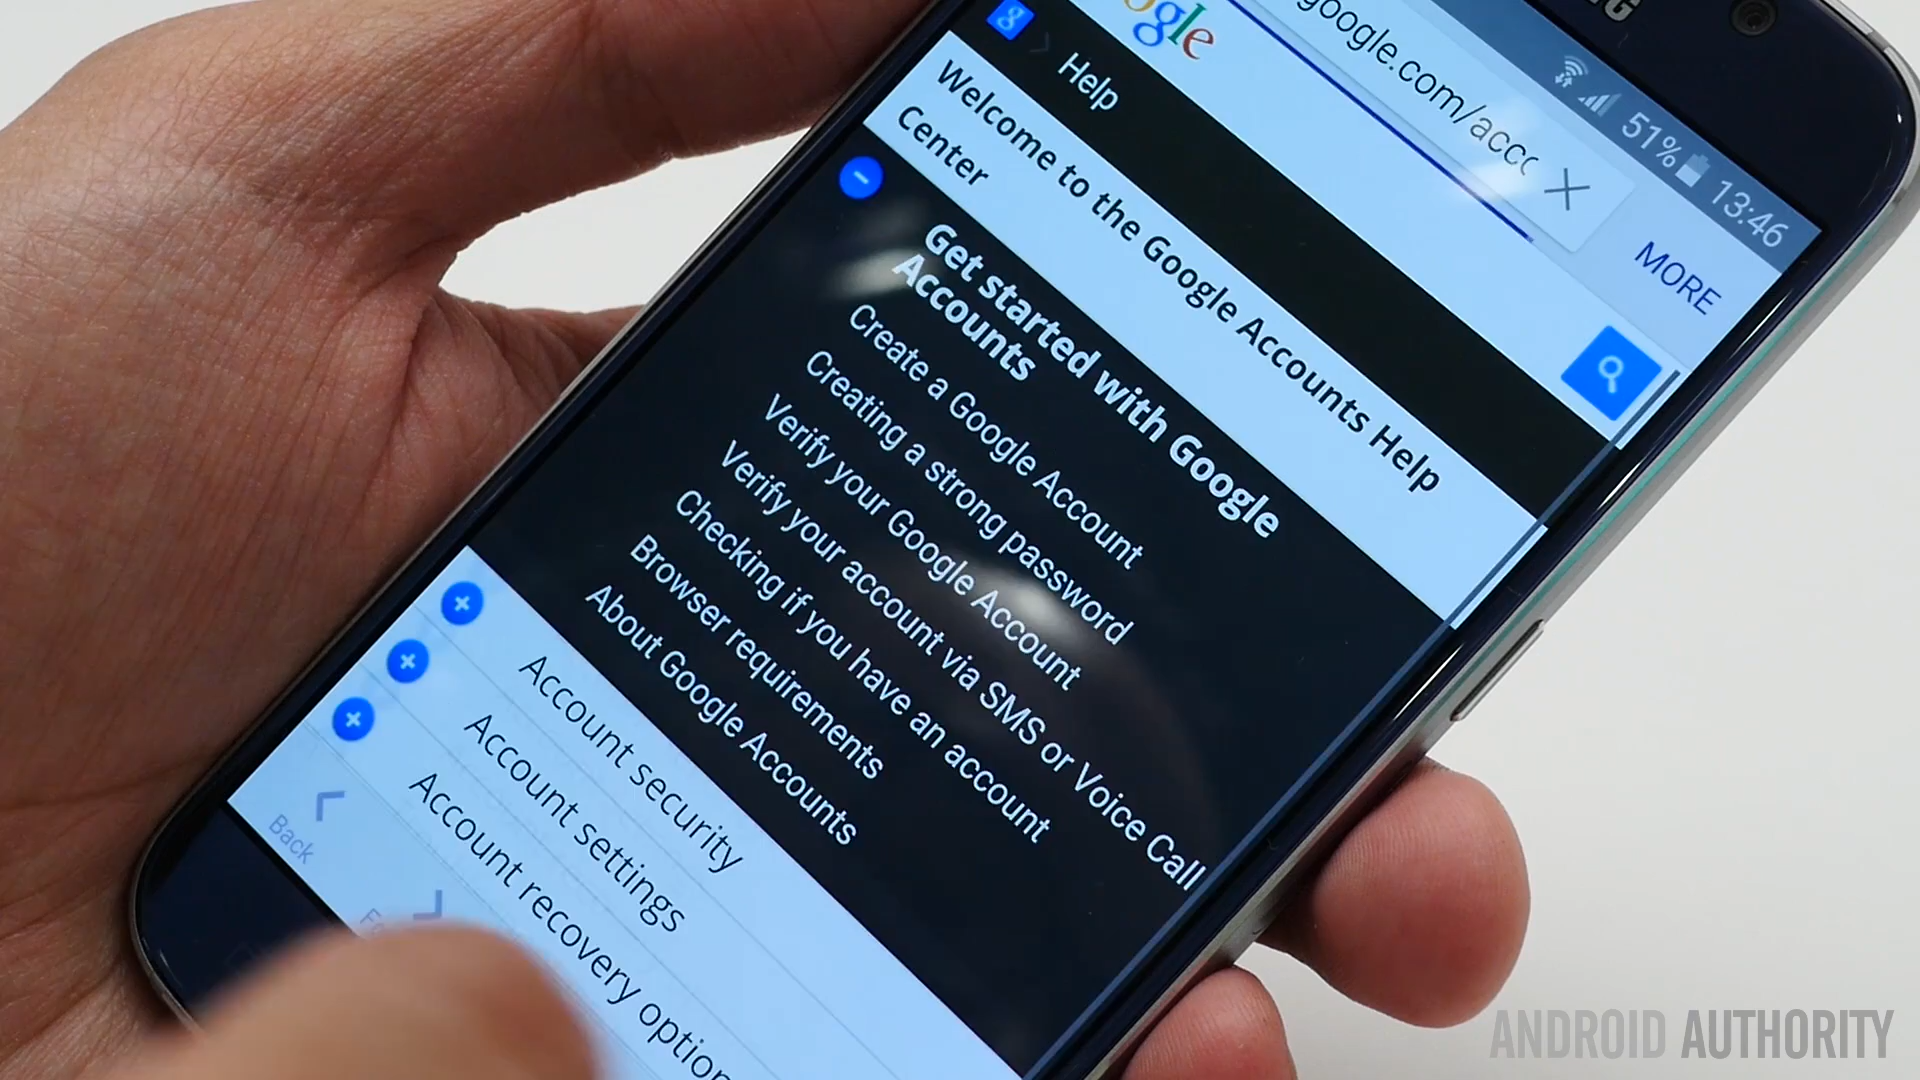 51% 13:46
google.com/acco
MORE
Google
g
Help
Welcome to the Google Accounts Help
Center
Get started with Google
Accounts
Create a Google Account
Creating a strong password
Verify your Google Account
Verify your account via SMS or Voice Call
Checking if you have an account
Browser requirements
About Google Accounts
Account security
Account settings
Account recovery option
Back
ANDROID AUTHORITY